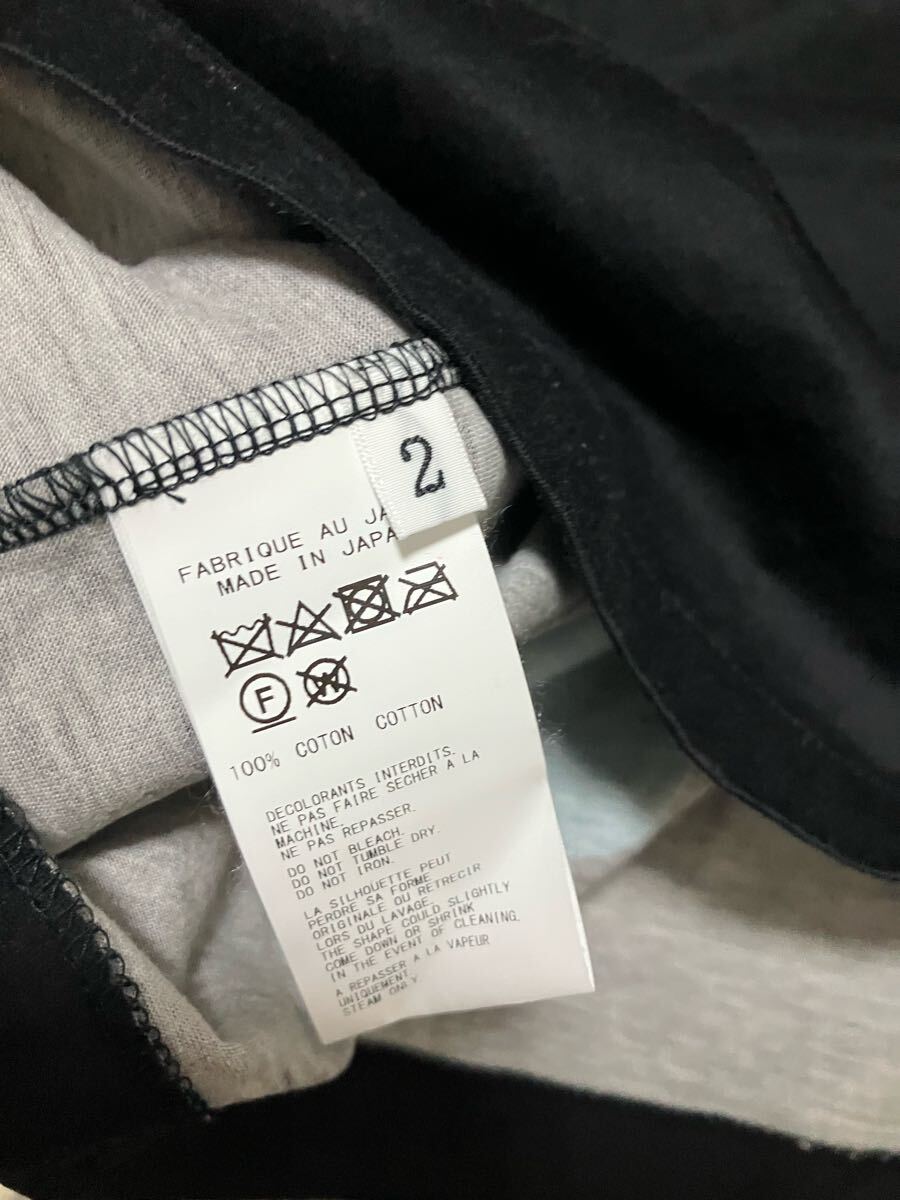 2
FABRIQUE AU
MADE IN
F
W
100% COTON COTTON
DECOLORANTS INTERDITS.
NE PAS FAIRE SECHER A LA
MACHINE.
NE PAS REPASSER.
DO NOT BLEACH.
DO NOT TUMBLE DRY.
DO NOT IRON.
LA SILHOUETTE PEUT
PERDRE SA FORME
ORIGINALE OU RETRECIR
LORS DU LAVAGE.
THE SHAPE COULD SLIGHTLY
COME DOWN OR SHRINK
IN THE EVENT OF CLEANING.
A REPASSER A LA VAPEUR
UNIQUEMENT.
STEAM ONLY.